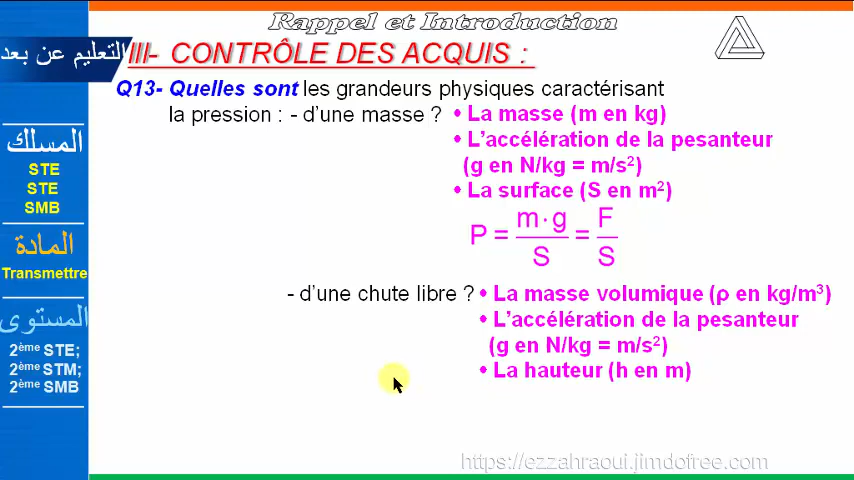 Rappel et Introduction
التعليم عن بعد
III- CONTRÔLE DES ACQUIS :
Q13- Quelles sont les grandeurs physiques caractérisant
la pression : - d'une masse ? • La masse (m en kg)
• L'accélération de la pesanteur
(g en N/kg = m/s²)
• La surface (S en m²)
P = m·g / S = F / S
- d'une chute libre ? • La masse volumique (ρ en kg/m³)
• L'accélération de la pesanteur
(g en N/kg = m/s²)
• La hauteur (h en m)
المسلك
STE
STE
SMB
المادة
Transmettre
المستوى
2ème STE;
2ème STM;
2ème SMB
https://ezzahraoui.jimdofree.com